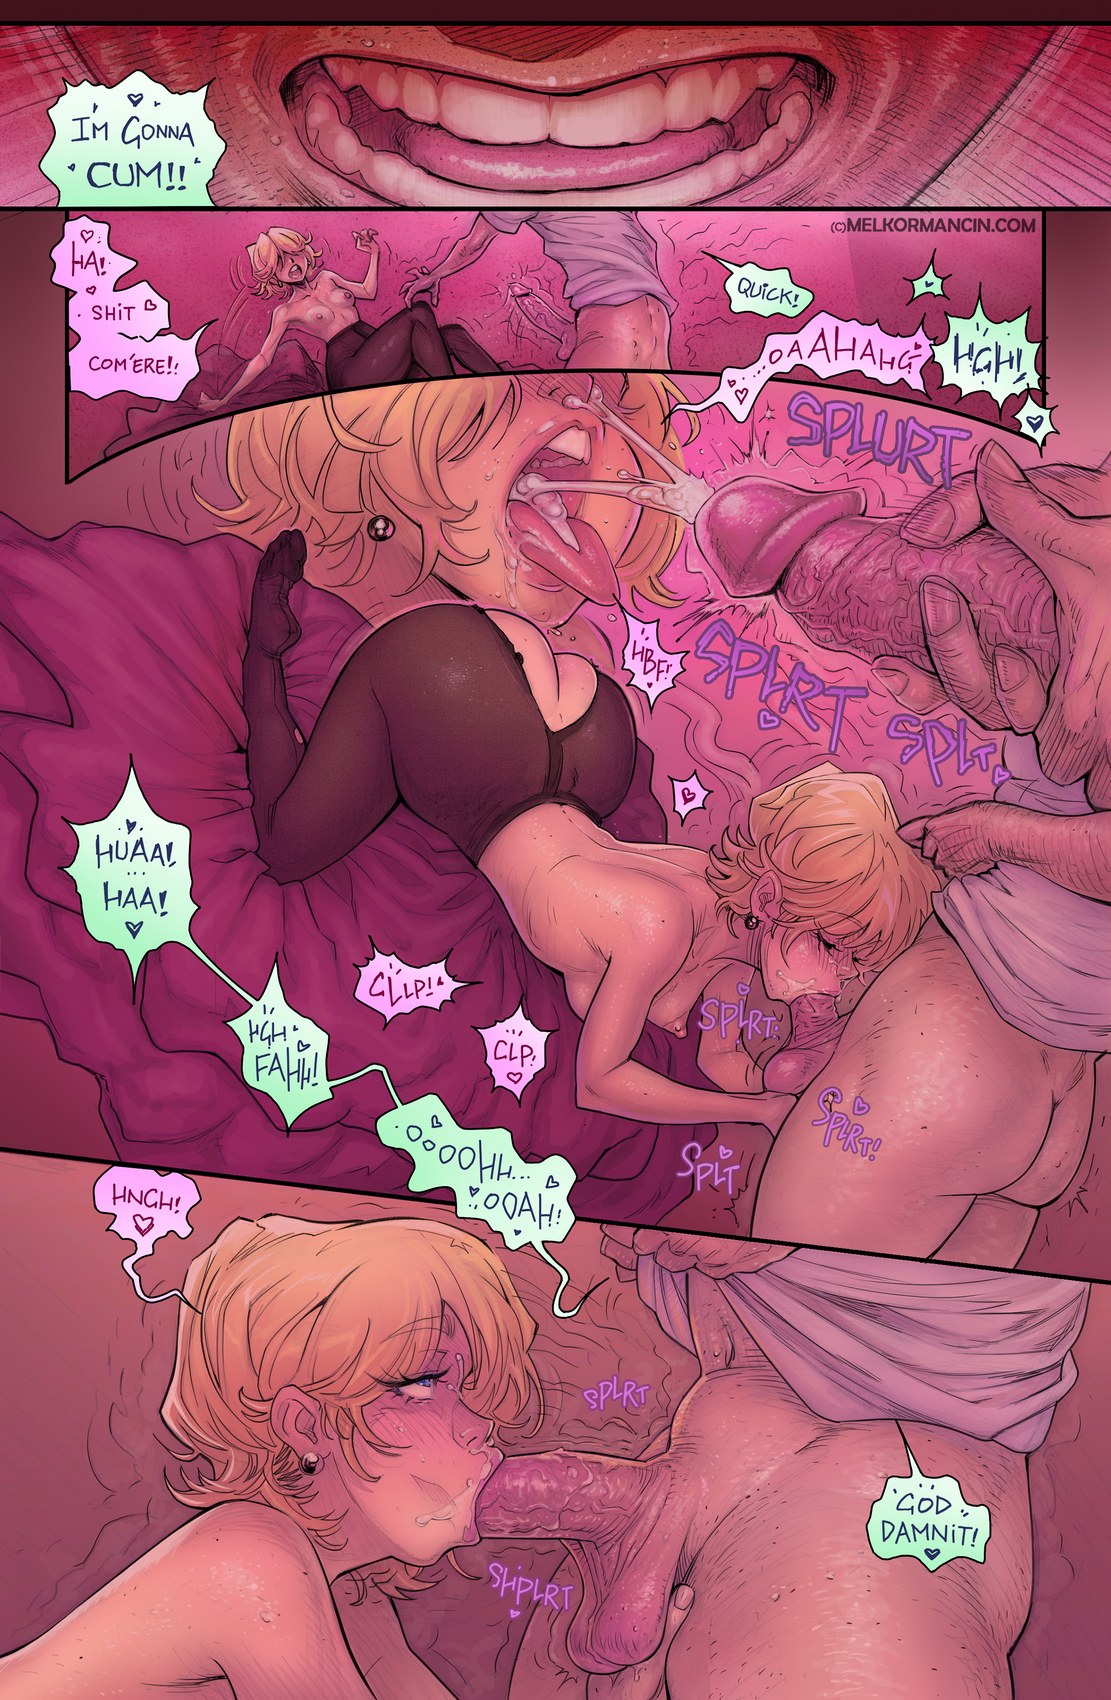 I'M GONNA
CUM!!
©MELKORMANCIN.COM
HA!
SHIT
COM'ERE!!
QUICK!
...OAAHAHG
HGH!
SPLURT
HBF!
SPLRT
SPLT
HUAA!
...
HAA!
GLLP!
HGH
FAHH!
CLP!
SPLRT!
SPLRT!
SPLT
OOOOHH...
OOAH!
HNGH!
SPLRT
GOD
DAMNIT!
SHPLRT